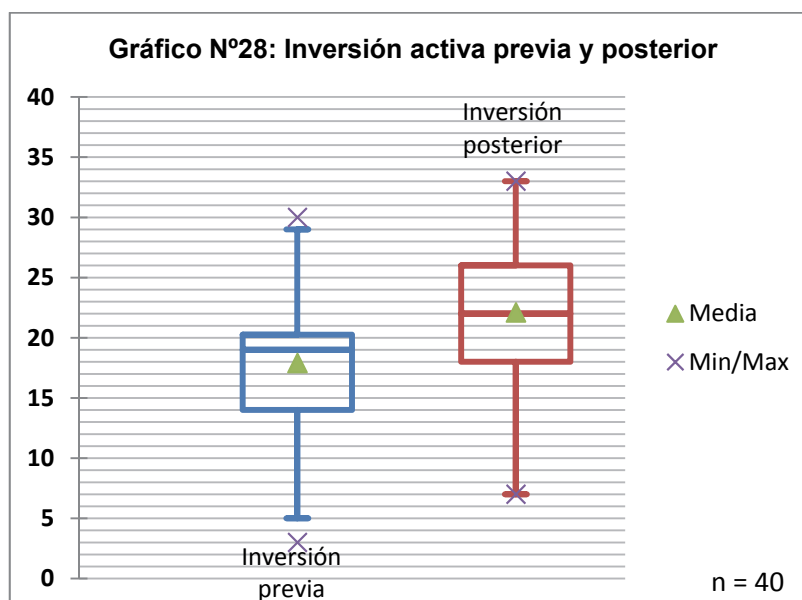 Gráfico Nº28: Inversión activa previa y posterior
40
35
30
25
20
15
10
5
0
Inversión
posterior
Inversión
previa
Media
Min/Max
n = 40